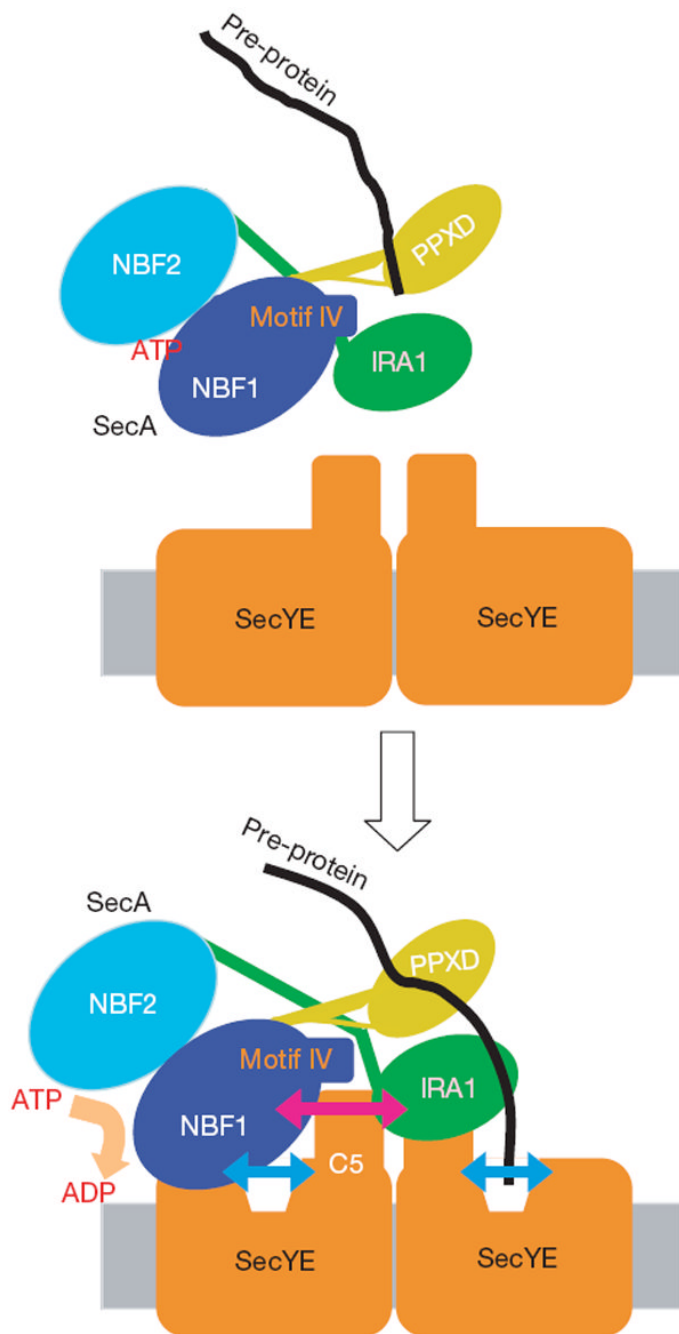 Pre-protein
PPXD
NBF2
Motif IV
ATP
IRA1
NBF1
SecA
SecYE
SecYE
Pre-protein
SecA
PPXD
NBF2
Motif IV
IRA1
ATP
NBF1
C5
ADP
SecYE
SecYE